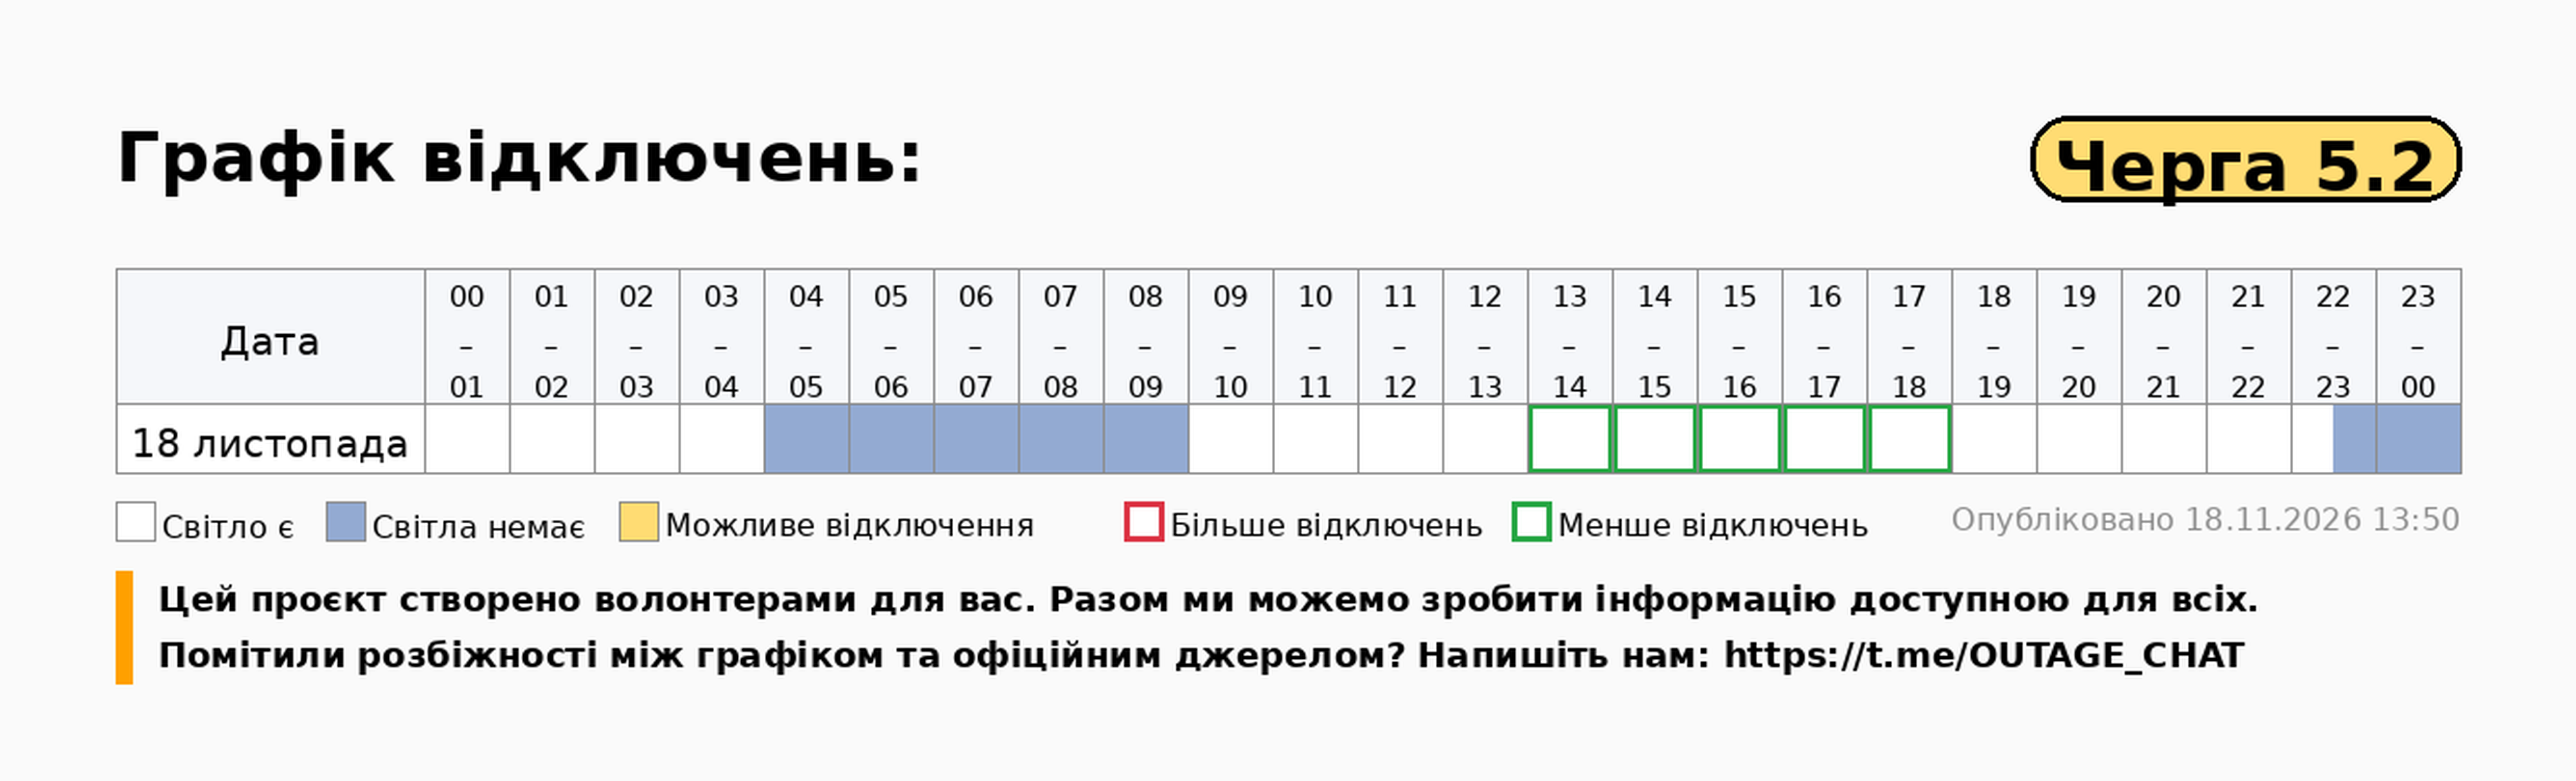 Графік відключень:
Черга 5.2
Дата 00 – 01 01 – 02 02 – 03 03 – 04 04 – 05 05 – 06 06 – 07 07 – 08 08 – 09 09 – 10 10 – 11 11 – 12 12 – 13 13 – 14 14 – 15 15 – 16 16 – 17 17 – 18 18 – 19 19 – 20 20 – 21 21 – 22 22 – 23 23 – 00
18 листопада
Світло є Світла немає Можливе відключення Більше відключень Менше відключень Опубліковано 18.11.2026 13:50
Цей проєкт створено волонтерами для вас. Разом ми можемо зробити інформацію доступною для всіх.
Помітили розбіжності між графіком та офіційним джерелом? Напишіть нам: https://t.me/OUTAGE_CHAT